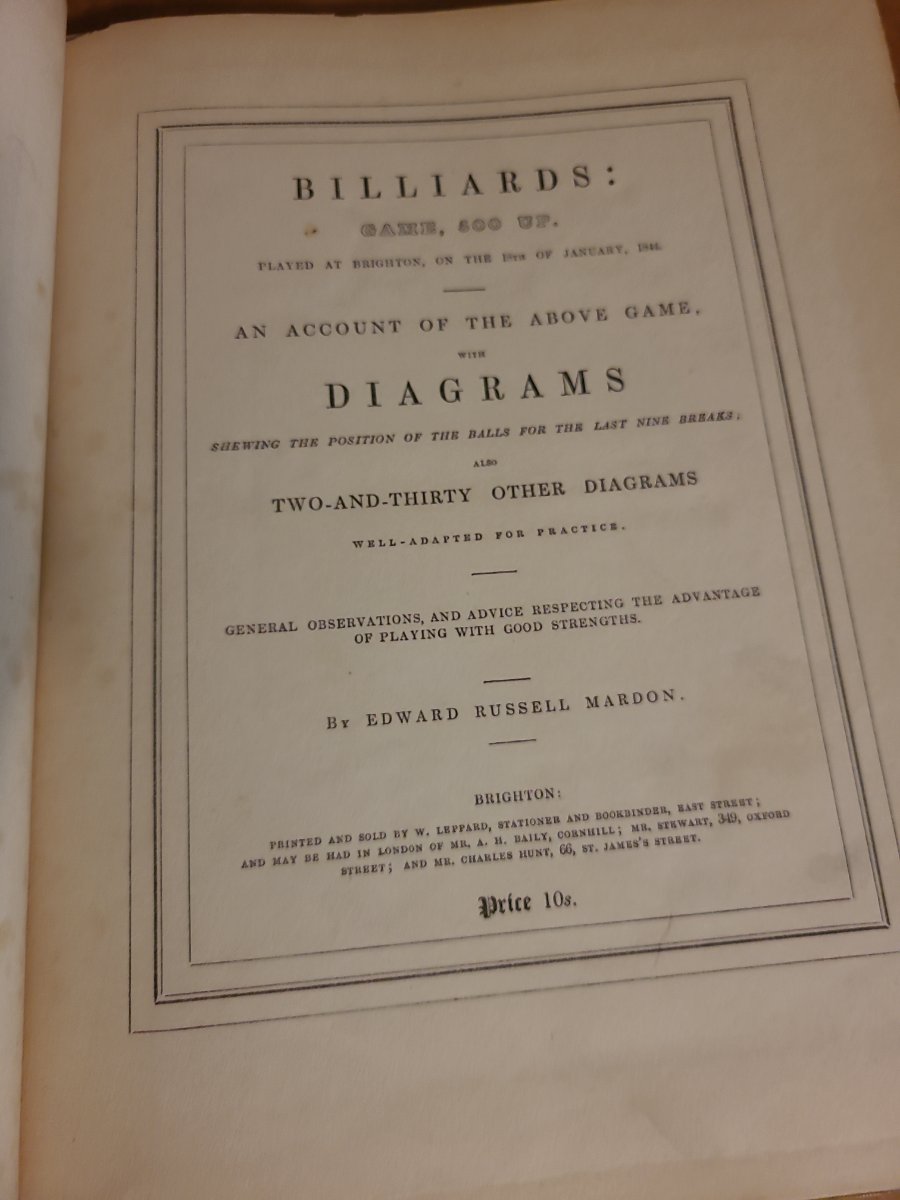 BILLIARDS:
GAME, 500 UP.
PLAYED AT BRIGHTON, ON THE 18TH OF JANUARY, 1844.
AN ACCOUNT OF THE ABOVE GAME,
WITH
DIAGRAMS
SHEWING THE POSITION OF THE BALLS FOR THE LAST NINE BREAKS;
ALSO
TWO-AND-THIRTY OTHER DIAGRAMS
WELL-ADAPTED FOR PRACTICE.
GENERAL OBSERVATIONS, AND ADVICE RESPECTING THE ADVANTAGE
OF PLAYING WITH GOOD STRENGTHS.
BY EDWARD RUSSELL MARDON.
BRIGHTON:
PRINTED AND SOLD BY W. LEPPARD, STATIONER AND BOOKBINDER, EAST STREET;
AND MAY BE HAD IN LONDON OF MR. A. H. BAILY, CORNHILL; MR. STEWART, 349, OXFORD
STREET; AND MR. CHARLES HUNT, 66, ST. JAMES'S STREET.
Price 10s.